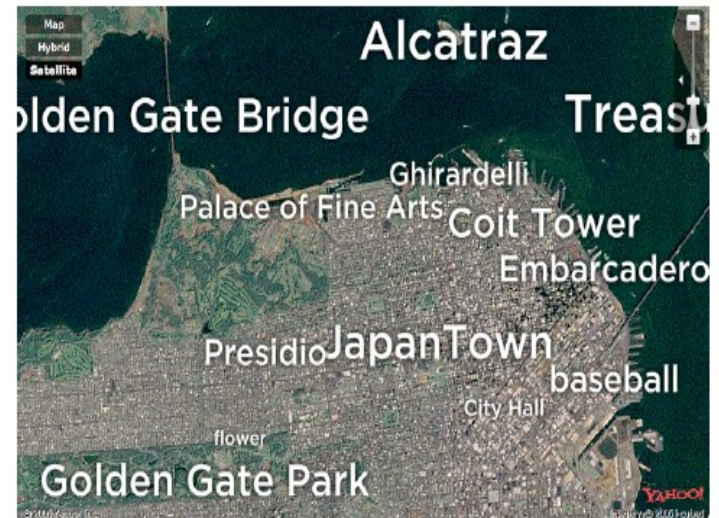 Map
Hybrid
Satellite
Alcatraz
olden Gate Bridge
Treasu
Ghirardelli
Palace of Fine Arts
Coit Tower
Embarcadero
Presidio
JapanTown
baseball
City Hall
flower
Golden Gate Park
YAHOO!